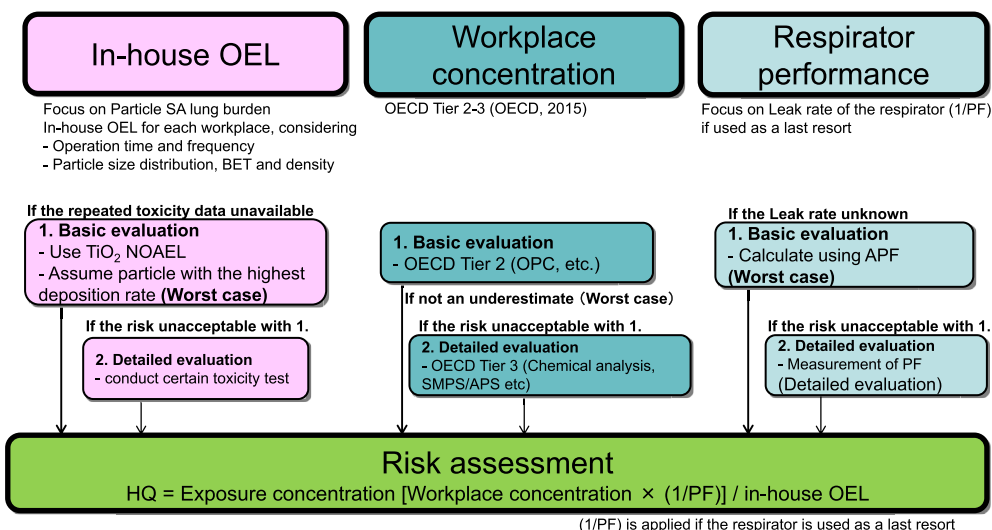 In-house OEL
Focus on Particle SA lung burden
In-house OEL for each workplace, considering
- Operation time and frequency
- Particle size distribution, BET and density
If the repeated toxicity data unavailable
1. Basic evaluation
- Use TiO₂ NOAEL
- Assume particle with the highest
deposition rate (Worst case)
If the risk unacceptable with 1.
2. Detailed evaluation
- conduct certain toxicity test
Workplace
concentration
OECD Tier 2-3 (OECD, 2015)
1. Basic evaluation
- OECD Tier 2 (OPC, etc.)
If not an underestimate（Worst case）
If the risk unacceptable with 1.
2. Detailed evaluation
- OECD Tier 3 (Chemical analysis,
SMPS/APS etc)
Respirator
performance
Focus on Leak rate of the respirator (1/PF)
if used as a last resort
If the Leak rate unknown
1. Basic evaluation
- Calculate using APF
(Worst case)
If the risk unacceptable with 1.
2. Detailed evaluation
- Measurement of PF
(Detailed evaluation)
Risk assessment
HQ = Exposure concentration [Workplace concentration × (1/PF)] / in-house OEL
(1/PF) is applied if the respirator is used as a last resort